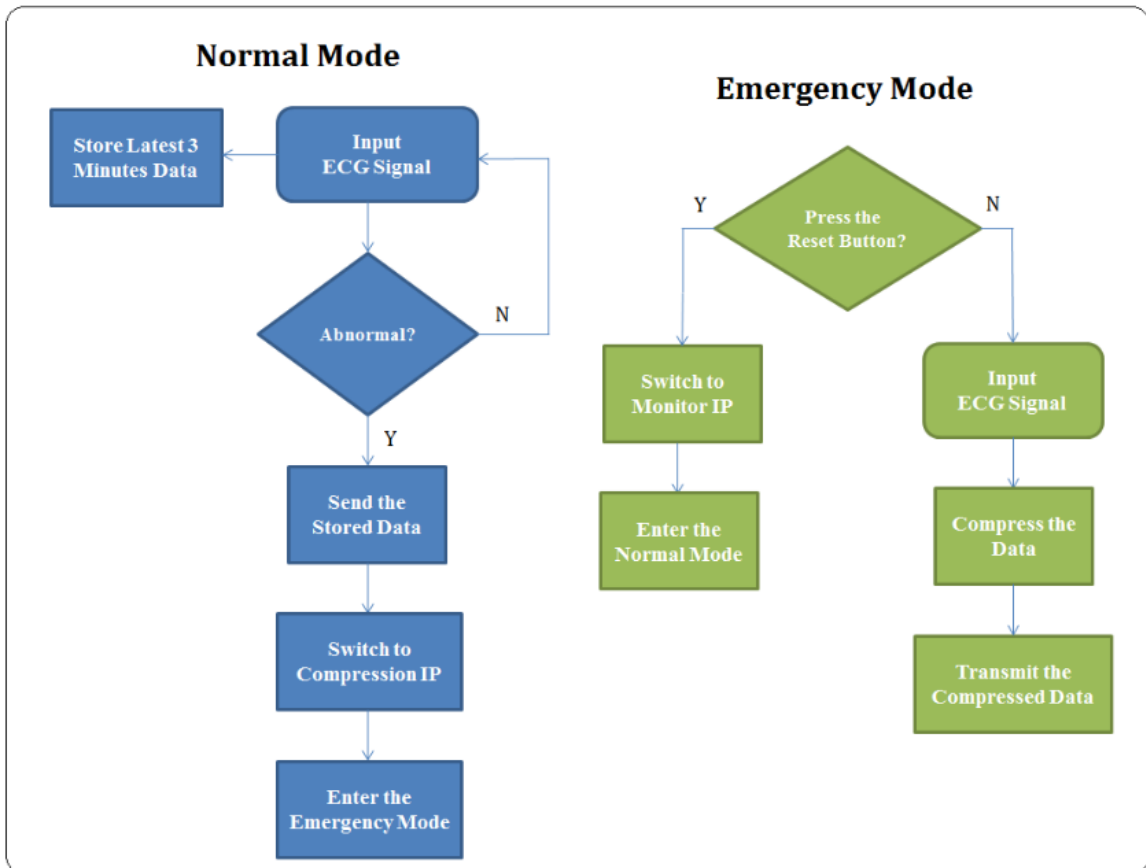 Normal Mode
Store Latest 3
Minutes Data
Input
ECG Signal
Abnormal?
N
Y
Send the
Stored Data
Switch to
Compression IP
Enter the
Emergency Mode
Emergency Mode
Press the
Reset Button?
Y
N
Switch to
Monitor IP
Enter the
Normal Mode
Input
ECG Signal
Compress the
Data
Transmit the
Compressed Data